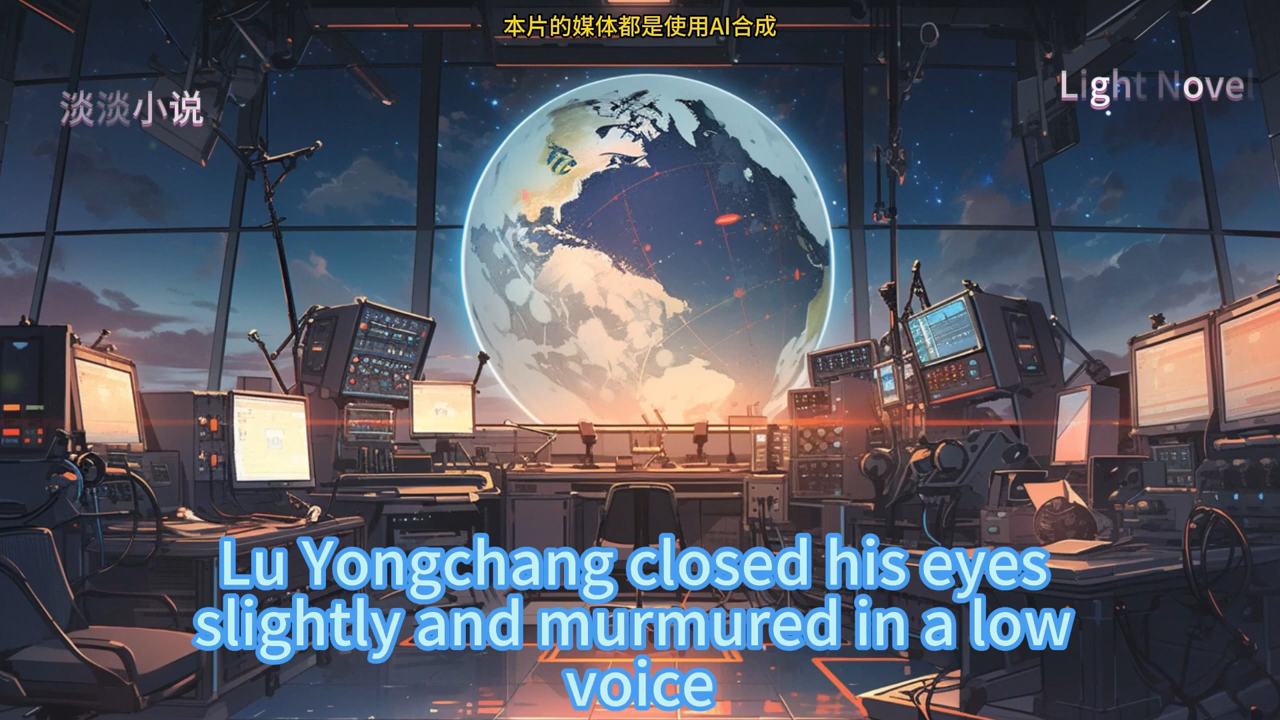 本片的媒体都是使用AI合成
淡淡小说
Light Novel
Lu Yongchang closed his eyes
slightly and murmured in a low
voice